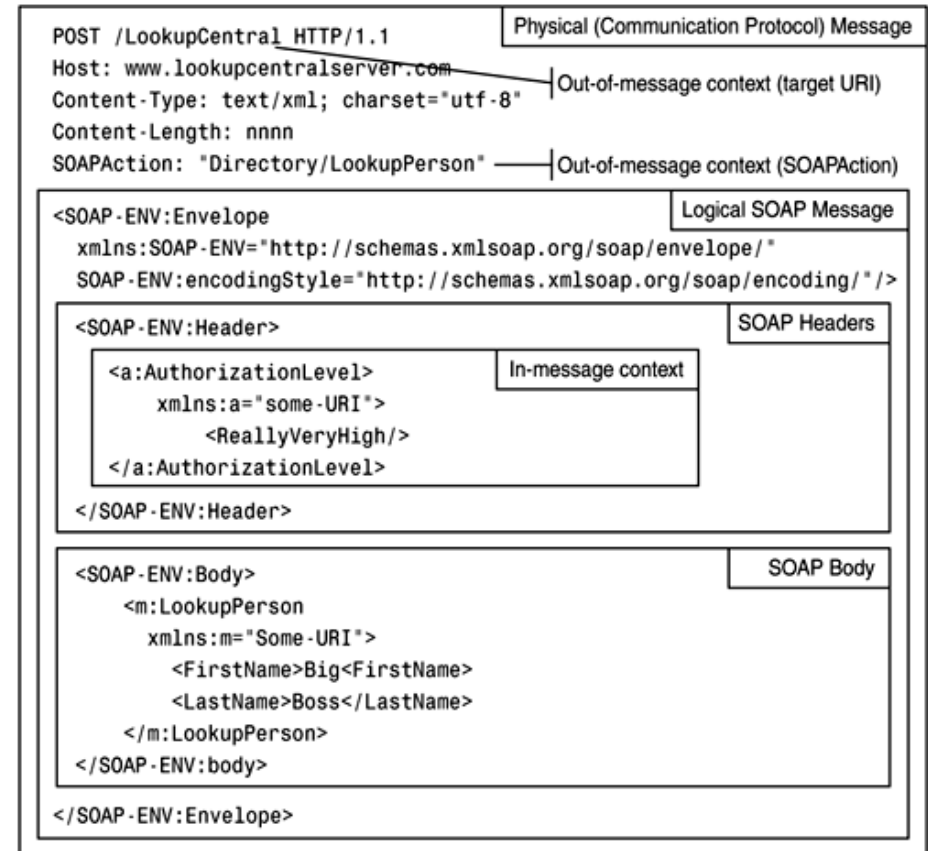 POST /LookupCentral HTTP/1.1
Physical (Communication Protocol) Message
Host: www.lookupcentralserver.com
Out-of-message context (target URI)
Content-Type: text/xml; charset="utf-8"
Content-Length: nnnn
SOAPAction: "Directory/LookupPerson"
Out-of-message context (SOAPAction)
<SOAP-ENV:Envelope
Logical SOAP Message
xmlns:SOAP-ENV="http://schemas.xmlsoap.org/soap/envelope/"
SOAP-ENV:encodingStyle="http://schemas.xmlsoap.org/soap/encoding/"/>
<SOAP-ENV:Header>
SOAP Headers
<a:AuthorizationLevel>
In-message context
xmlns:a="some-URI">
<ReallyVeryHigh/>
</a:AuthorizationLevel>
</SOAP-ENV:Header>
<SOAP-ENV:Body>
SOAP Body
<m:LookupPerson
xmlns:m="Some-URI">
<FirstName>Big<FirstName>
<LastName>Boss</LastName>
</m:LookupPerson>
</SOAP-ENV:body>
</SOAP-ENV:Envelope>